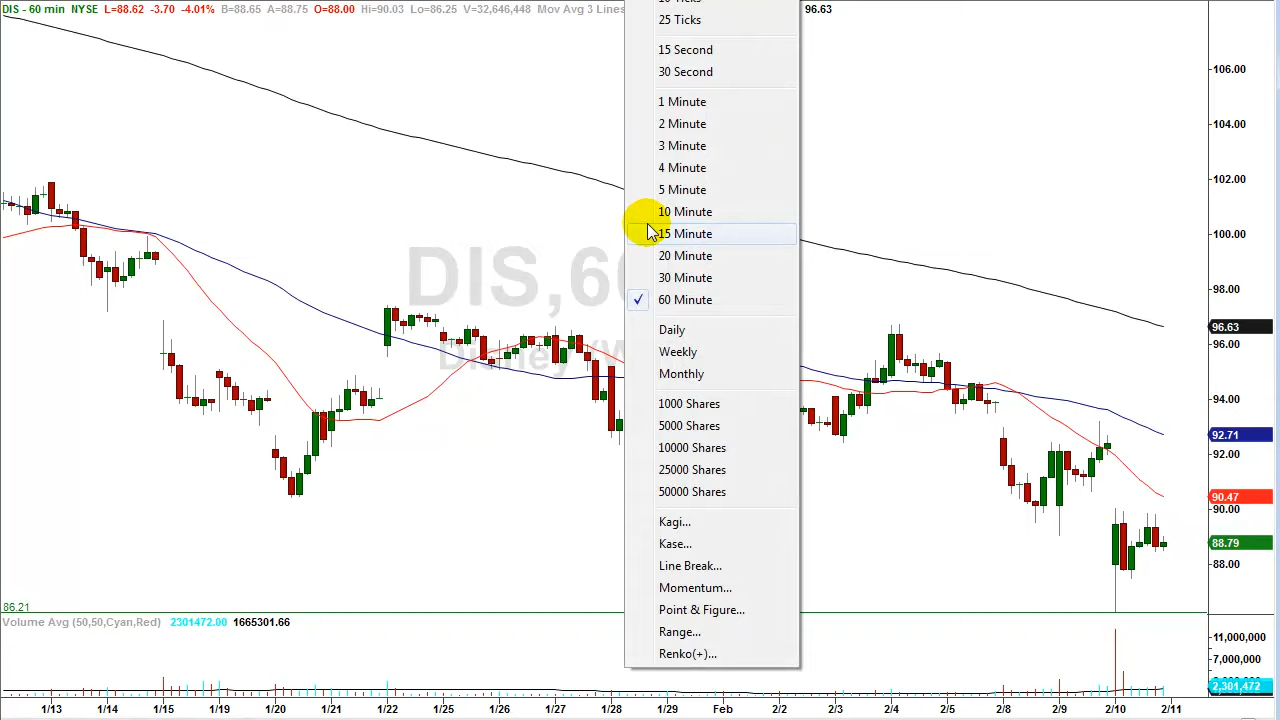 DIS - 60 min NYSE L=88.62 -3.70 -4.01% B=88.65 A=88.75 O=88.00 Hi=90.03 Lo=86.25 V=32,646,448 Mov Avg 3 Lines 96.63
25 Ticks
15 Second
30 Second
1 Minute
2 Minute
3 Minute
4 Minute
5 Minute
10 Minute
15 Minute
20 Minute
30 Minute
60 Minute
Daily
Weekly
Monthly
1000 Shares
5000 Shares
10000 Shares
25000 Shares
50000 Shares
Kagi...
Kase...
Line Break...
Momentum...
Point & Figure...
Range...
Renko(+)...
DIS,60
Disney (W
106.00
104.00
102.00
100.00
98.00
96.63
96.00
94.00
92.71
92.00
90.47
90.00
88.79
88.00
86.21
Volume Avg (50,50,Cyan,Red) 2301472.00 1665301.66
11,000,000
7,000,000
2,301,472
1/13 1/14 1/15 1/19 1/20 1/21 1/22 1/25 1/26 1/27 1/28 1/29 Feb 2/2 2/3 2/4 2/5 2/8 2/9 2/10 2/11